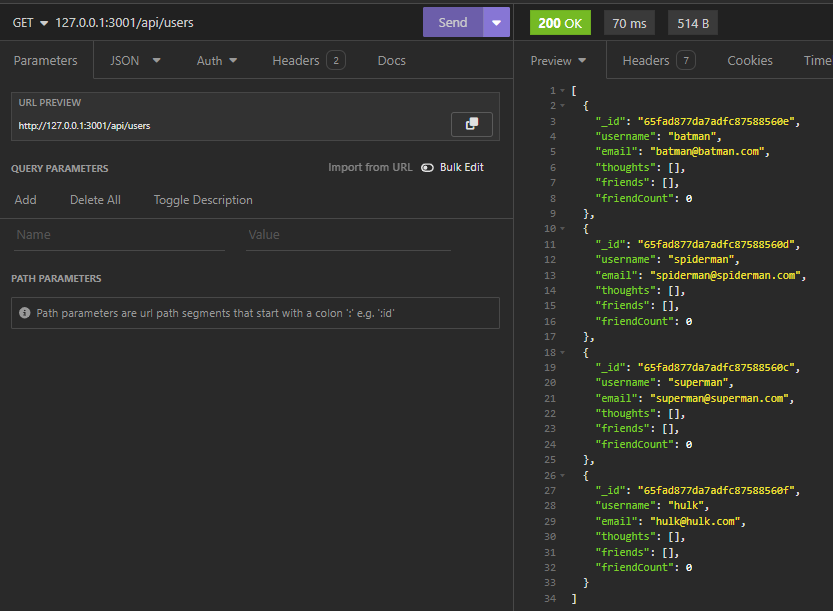 GET 127.0.0.1:3001/api/users Send
Parameters JSON Auth Headers 2 Docs
URL PREVIEW
http://127.0.0.1:3001/api/users
QUERY PARAMETERS Import from URL Bulk Edit
Add Delete All Toggle Description
Name Value
PATH PARAMETERS
Path parameters are url path segments that start with a colon ':' e.g. ':id'
200 OK 70 ms 514 B
Preview Headers 7 Cookies Time
1 [
2 {
3 "_id": "65fad877da7adfc87588560e",
4 "username": "batman",
5 "email": "batman@batman.com",
6 "thoughts": [],
7 "friends": [],
8 "friendCount": 0
9 },
10 {
11 "_id": "65fad877da7adfc87588560d",
12 "username": "spiderman",
13 "email": "spiderman@spiderman.com",
14 "thoughts": [],
15 "friends": [],
16 "friendCount": 0
17 },
18 {
19 "_id": "65fad877da7adfc87588560c",
20 "username": "superman",
21 "email": "superman@superman.com",
22 "thoughts": [],
23 "friends": [],
24 "friendCount": 0
25 },
26 {
27 "_id": "65fad877da7adfc87588560f",
28 "username": "hulk",
29 "email": "hulk@hulk.com",
30 "thoughts": [],
31 "friends": [],
32 "friendCount": 0
33 }
34 ]